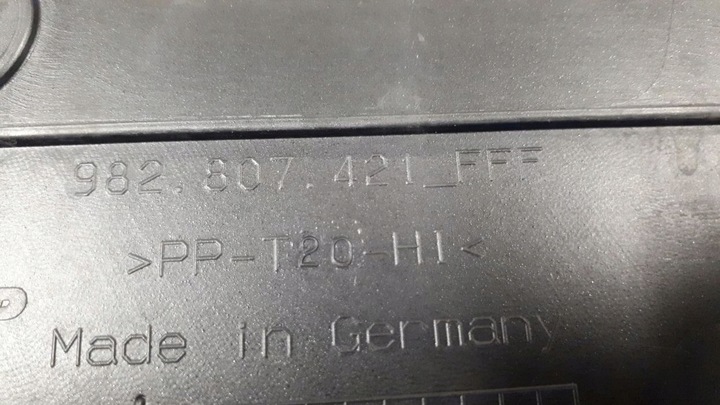 982.807.421_FFF
>PP-T20-HI<
Made in Germany